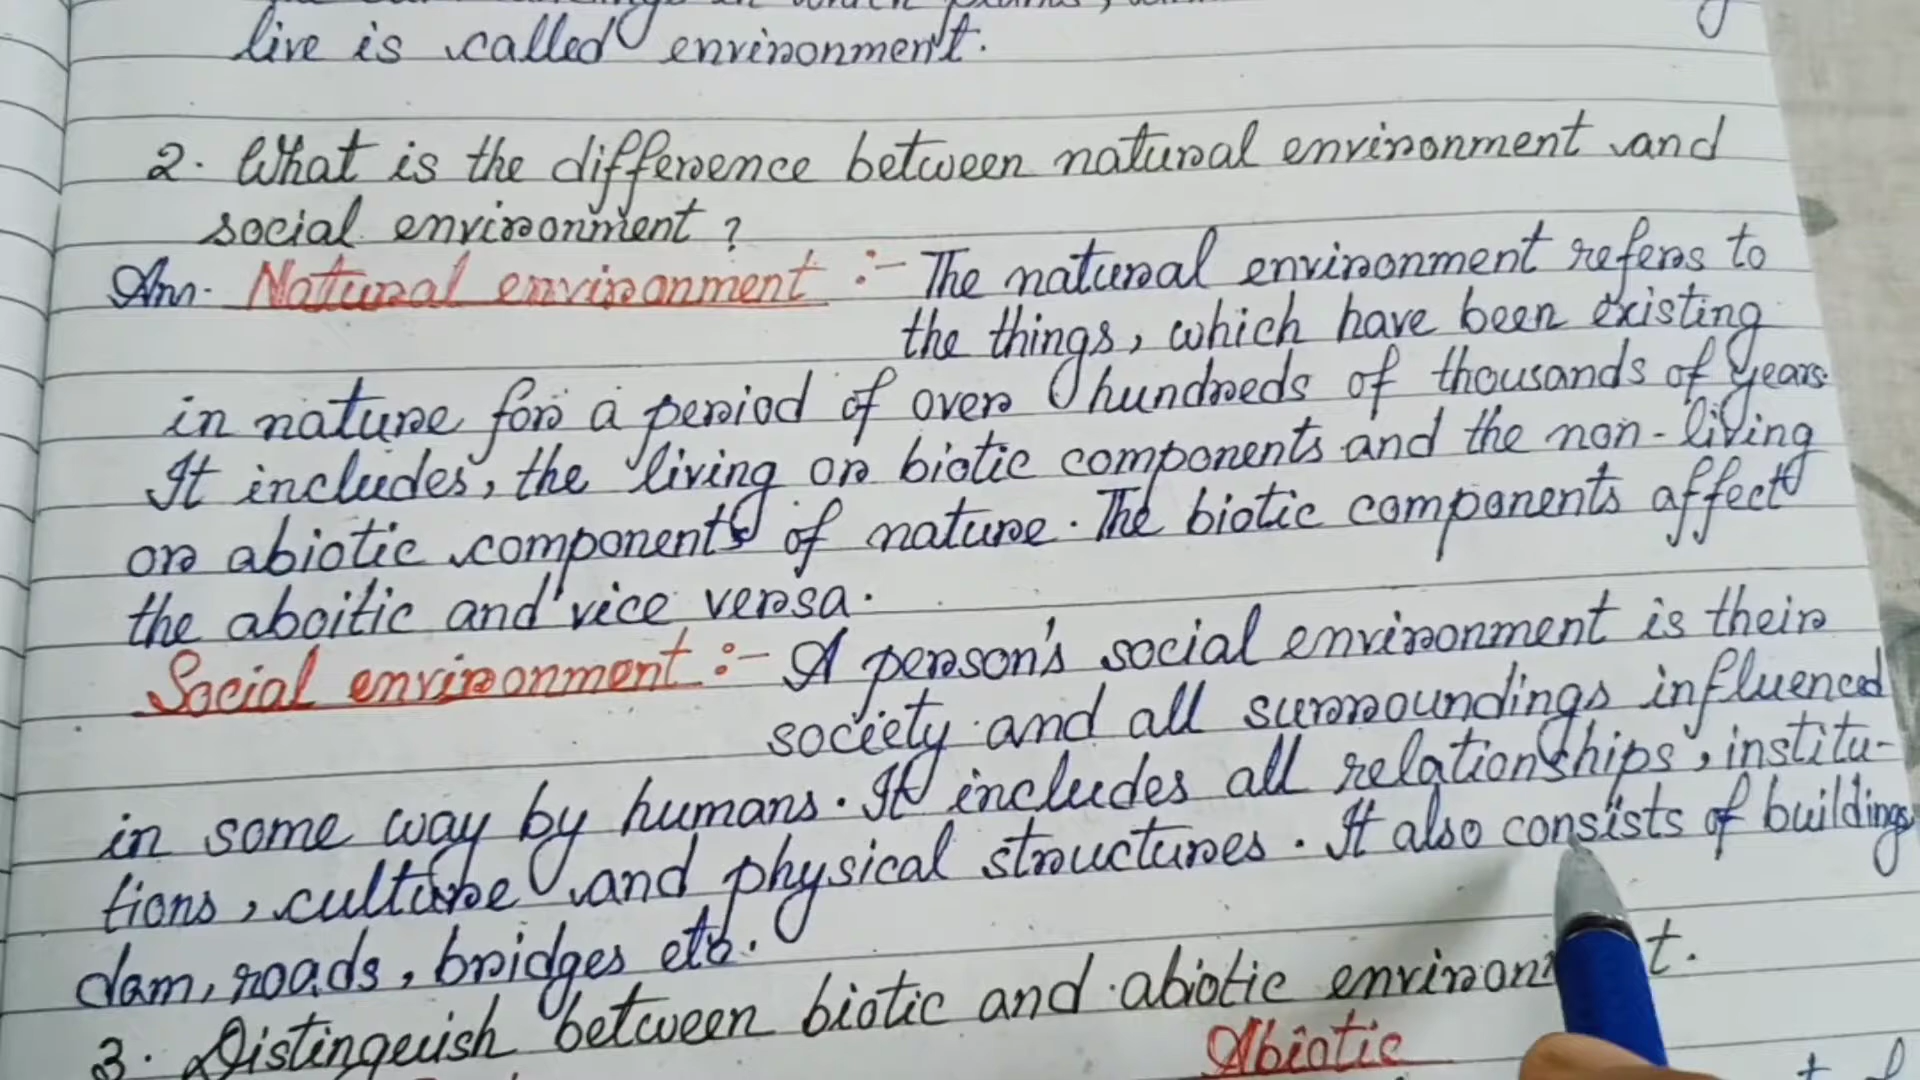 live is called environment.
2. What is the difference between natural environment and
social environment?
Ans. Natural environment :- The natural environment refers to
the things, which have been existing
in nature for a period of over hundreds of thousands of years.
It includes, the living or biotic components and the non-living
or abiotic components of nature. The biotic components affect
the aboitic and vice versa.
Social environment :- A person's social environment is their
society and all surroundings influenced
in some way by humans. It includes all relationships, institu-
tions, culture and physical structures. It also consists of buildings
dam, roads, bridges etc.
3. Distinguish between biotic and abiotic environ t.
Abiotic